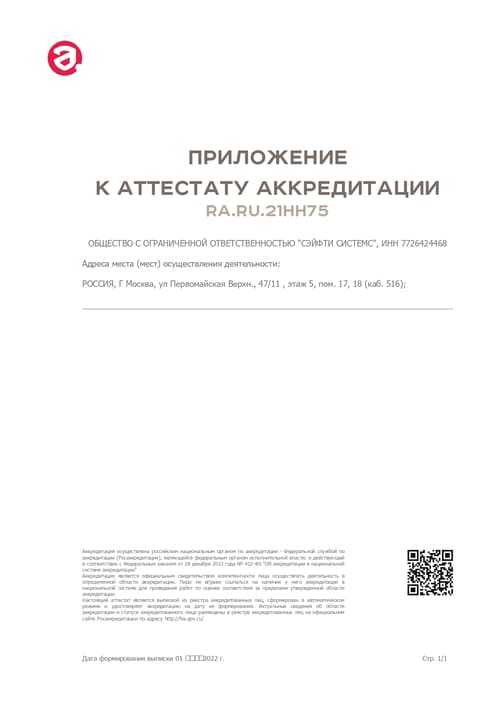 ПРИЛОЖЕНИЕ
К АТТЕСТАТУ АККРЕДИТАЦИИ
RA.RU.21НН75
ОБЩЕСТВО С ОГРАНИЧЕННОЙ ОТВЕТСТВЕННОСТЬЮ "СЭЙФТИ СИСТЕМС", ИНН 7726424468
Адреса места (мест) осуществления деятельности:
РОССИЯ, Г Москва, ул Первомайская Верхн., 47/11 , этаж 5, пом. 17, 18 (каб. 516);
Аккредитация осуществлена российским национальным органом по аккредитации - Федеральной службой по
аккредитации (Росаккредитация), являющейся федеральным органом исполнительной власти, и действующей
в соответствии с Федеральным законом от 28 декабря 2013 года № 412-ФЗ "Об аккредитации в национальной
системе аккредитации"
Аккредитация является официальным свидетельством компетентности лица осуществлять деятельность в
определенной области аккредитации. Лицо не вправе ссылаться на наличие у него аккредитации в
национальной системе для проведения работ по оценке соответствия за пределами утвержденной области
аккредитации
Настоящий аттестат является выпиской из реестра аккредитованных лиц, сформирован в автоматическом
режиме и удостоверяет аккредитацию на дату ее формирования. Актуальные сведения об области
аккредитации и статусе аккредитованного лица размещены в реестре аккредитованных лиц на официальном
сайте Росаккредитации по адресу http://fsa.gov.ru/
Дата формирования выписки 01 □□□□2022 г.
Стр. 1/1